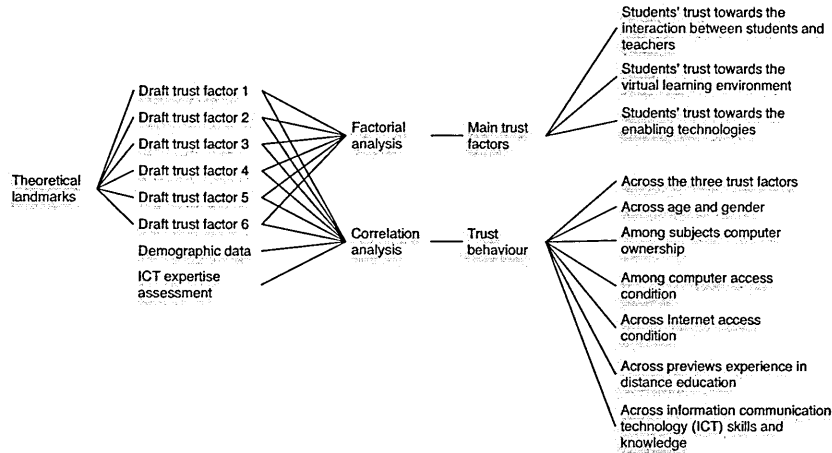 Theoretical
landmarks
Draft trust factor 1
Draft trust factor 2
Draft trust factor 3
Draft trust factor 4
Draft trust factor 5
Draft trust factor 6
Demographic data
ICT expertise
assessment
Factorial
analysis
Correlation
analysis
Main trust
factors
Trust
behaviour
Students' trust towards the
interaction between students and
teachers
Students' trust towards the
virtual learning environment
Students' trust towards the
enabling technologies
Across the three trust factors
Across age and gender
Among subjects computer
ownership
Among computer access
condition
Across Internet access
condition
Across previews experience in
distance education
Across information communication
technology (ICT) skills and
knowledge